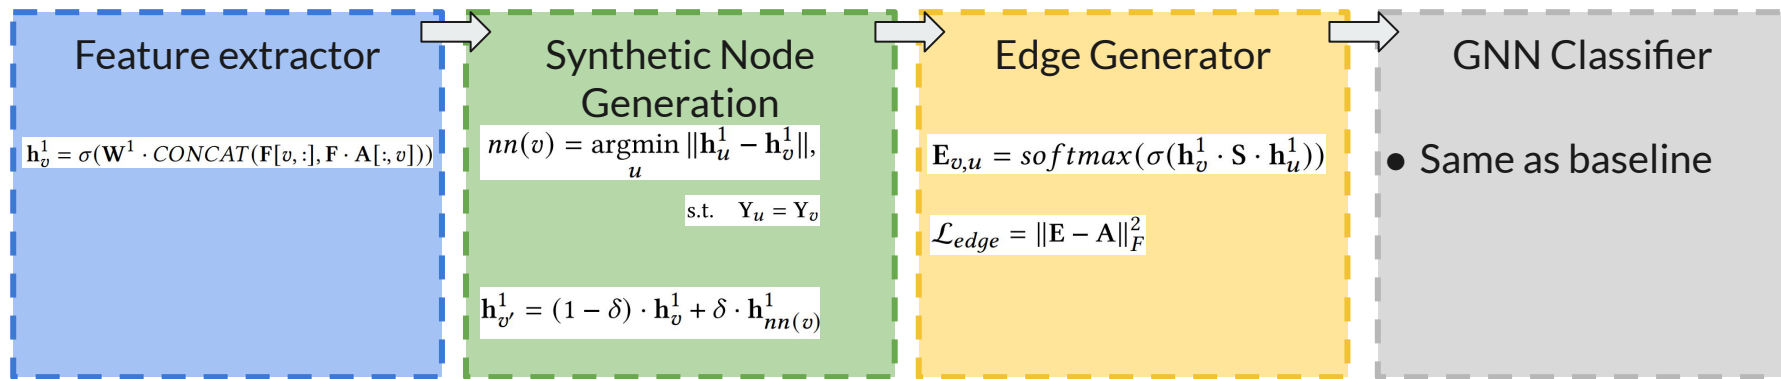 Feature extractor
h_v^1 = σ(W^1 · CONCAT(F[v, :], F · A[:, v]))
Synthetic Node
Generation
nn(v) = argmin_u ‖h_u^1 − h_v^1‖,
s.t. Y_u = Y_v
h_{v′}^1 = (1 − δ) · h_v^1 + δ · h_{nn(v)}^1
Edge Generator
E_{v,u} = softmax(σ(h_v^1 · S · h_u^1))
ℒ_{edge} = ‖E − A‖_F^2
GNN Classifier
● Same as baseline